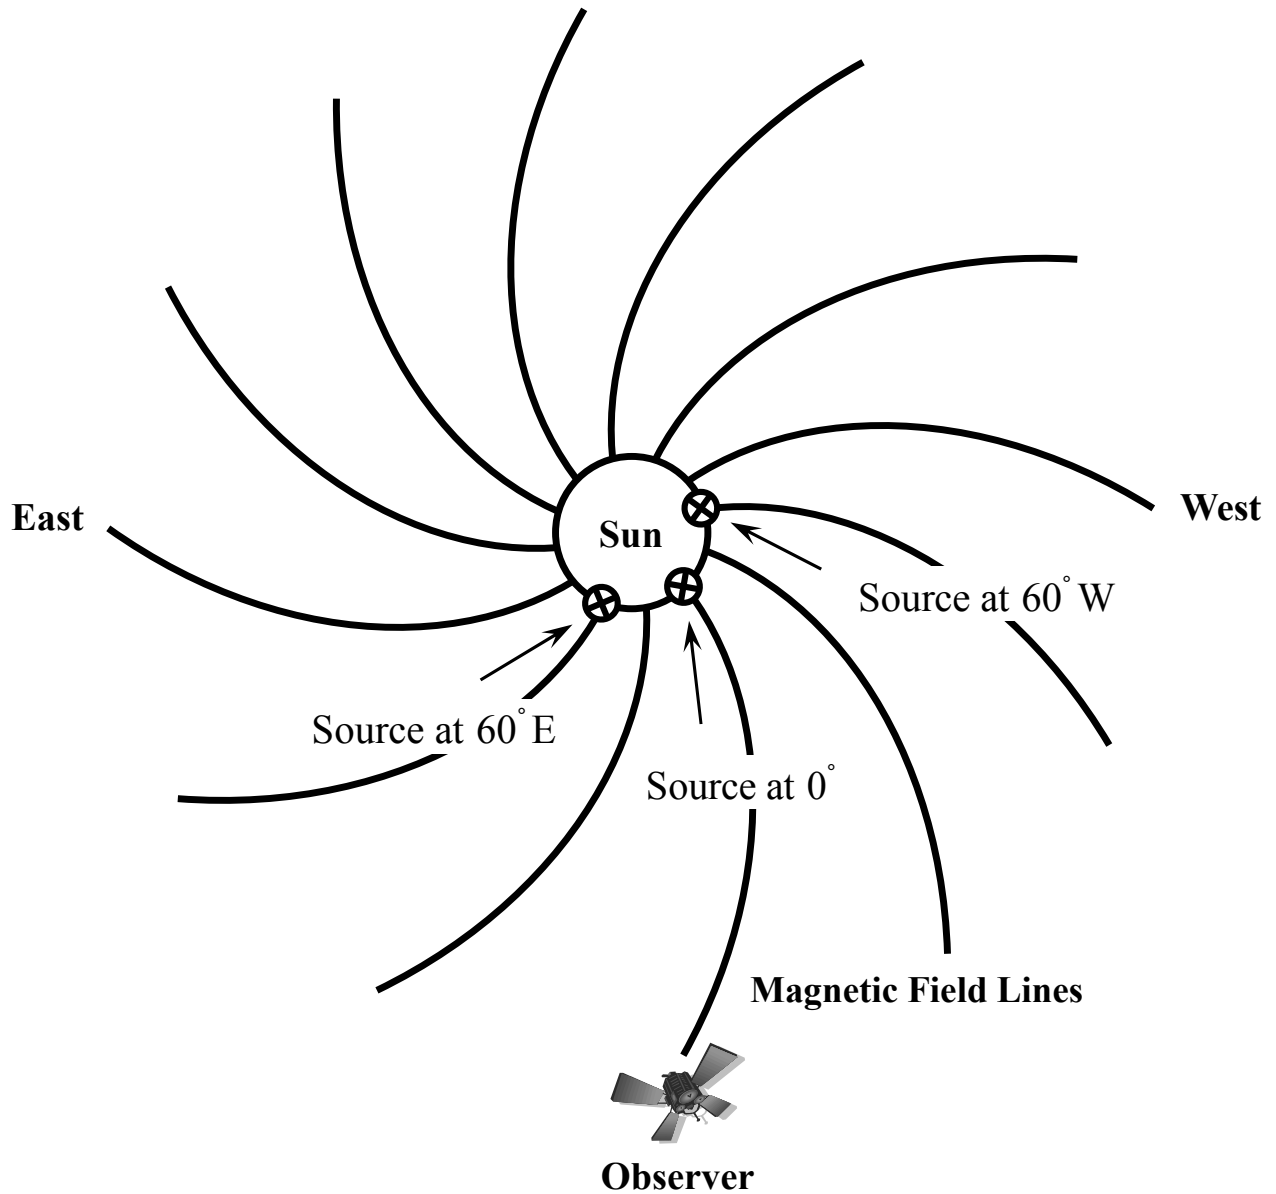 East
West
Sun
Source at 60° W
Source at 60° E
Source at 0°
Magnetic Field Lines
Observer